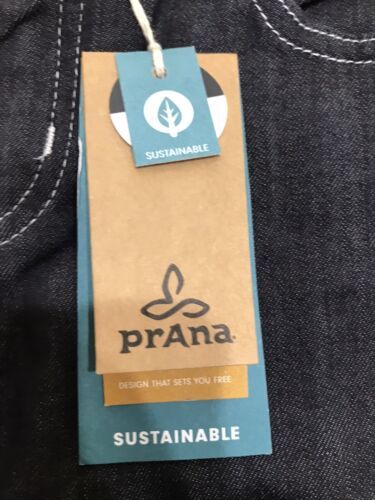 SUSTAINABLE
prAna
DESIGN THAT SETS YOU FREE
SUSTAINABLE